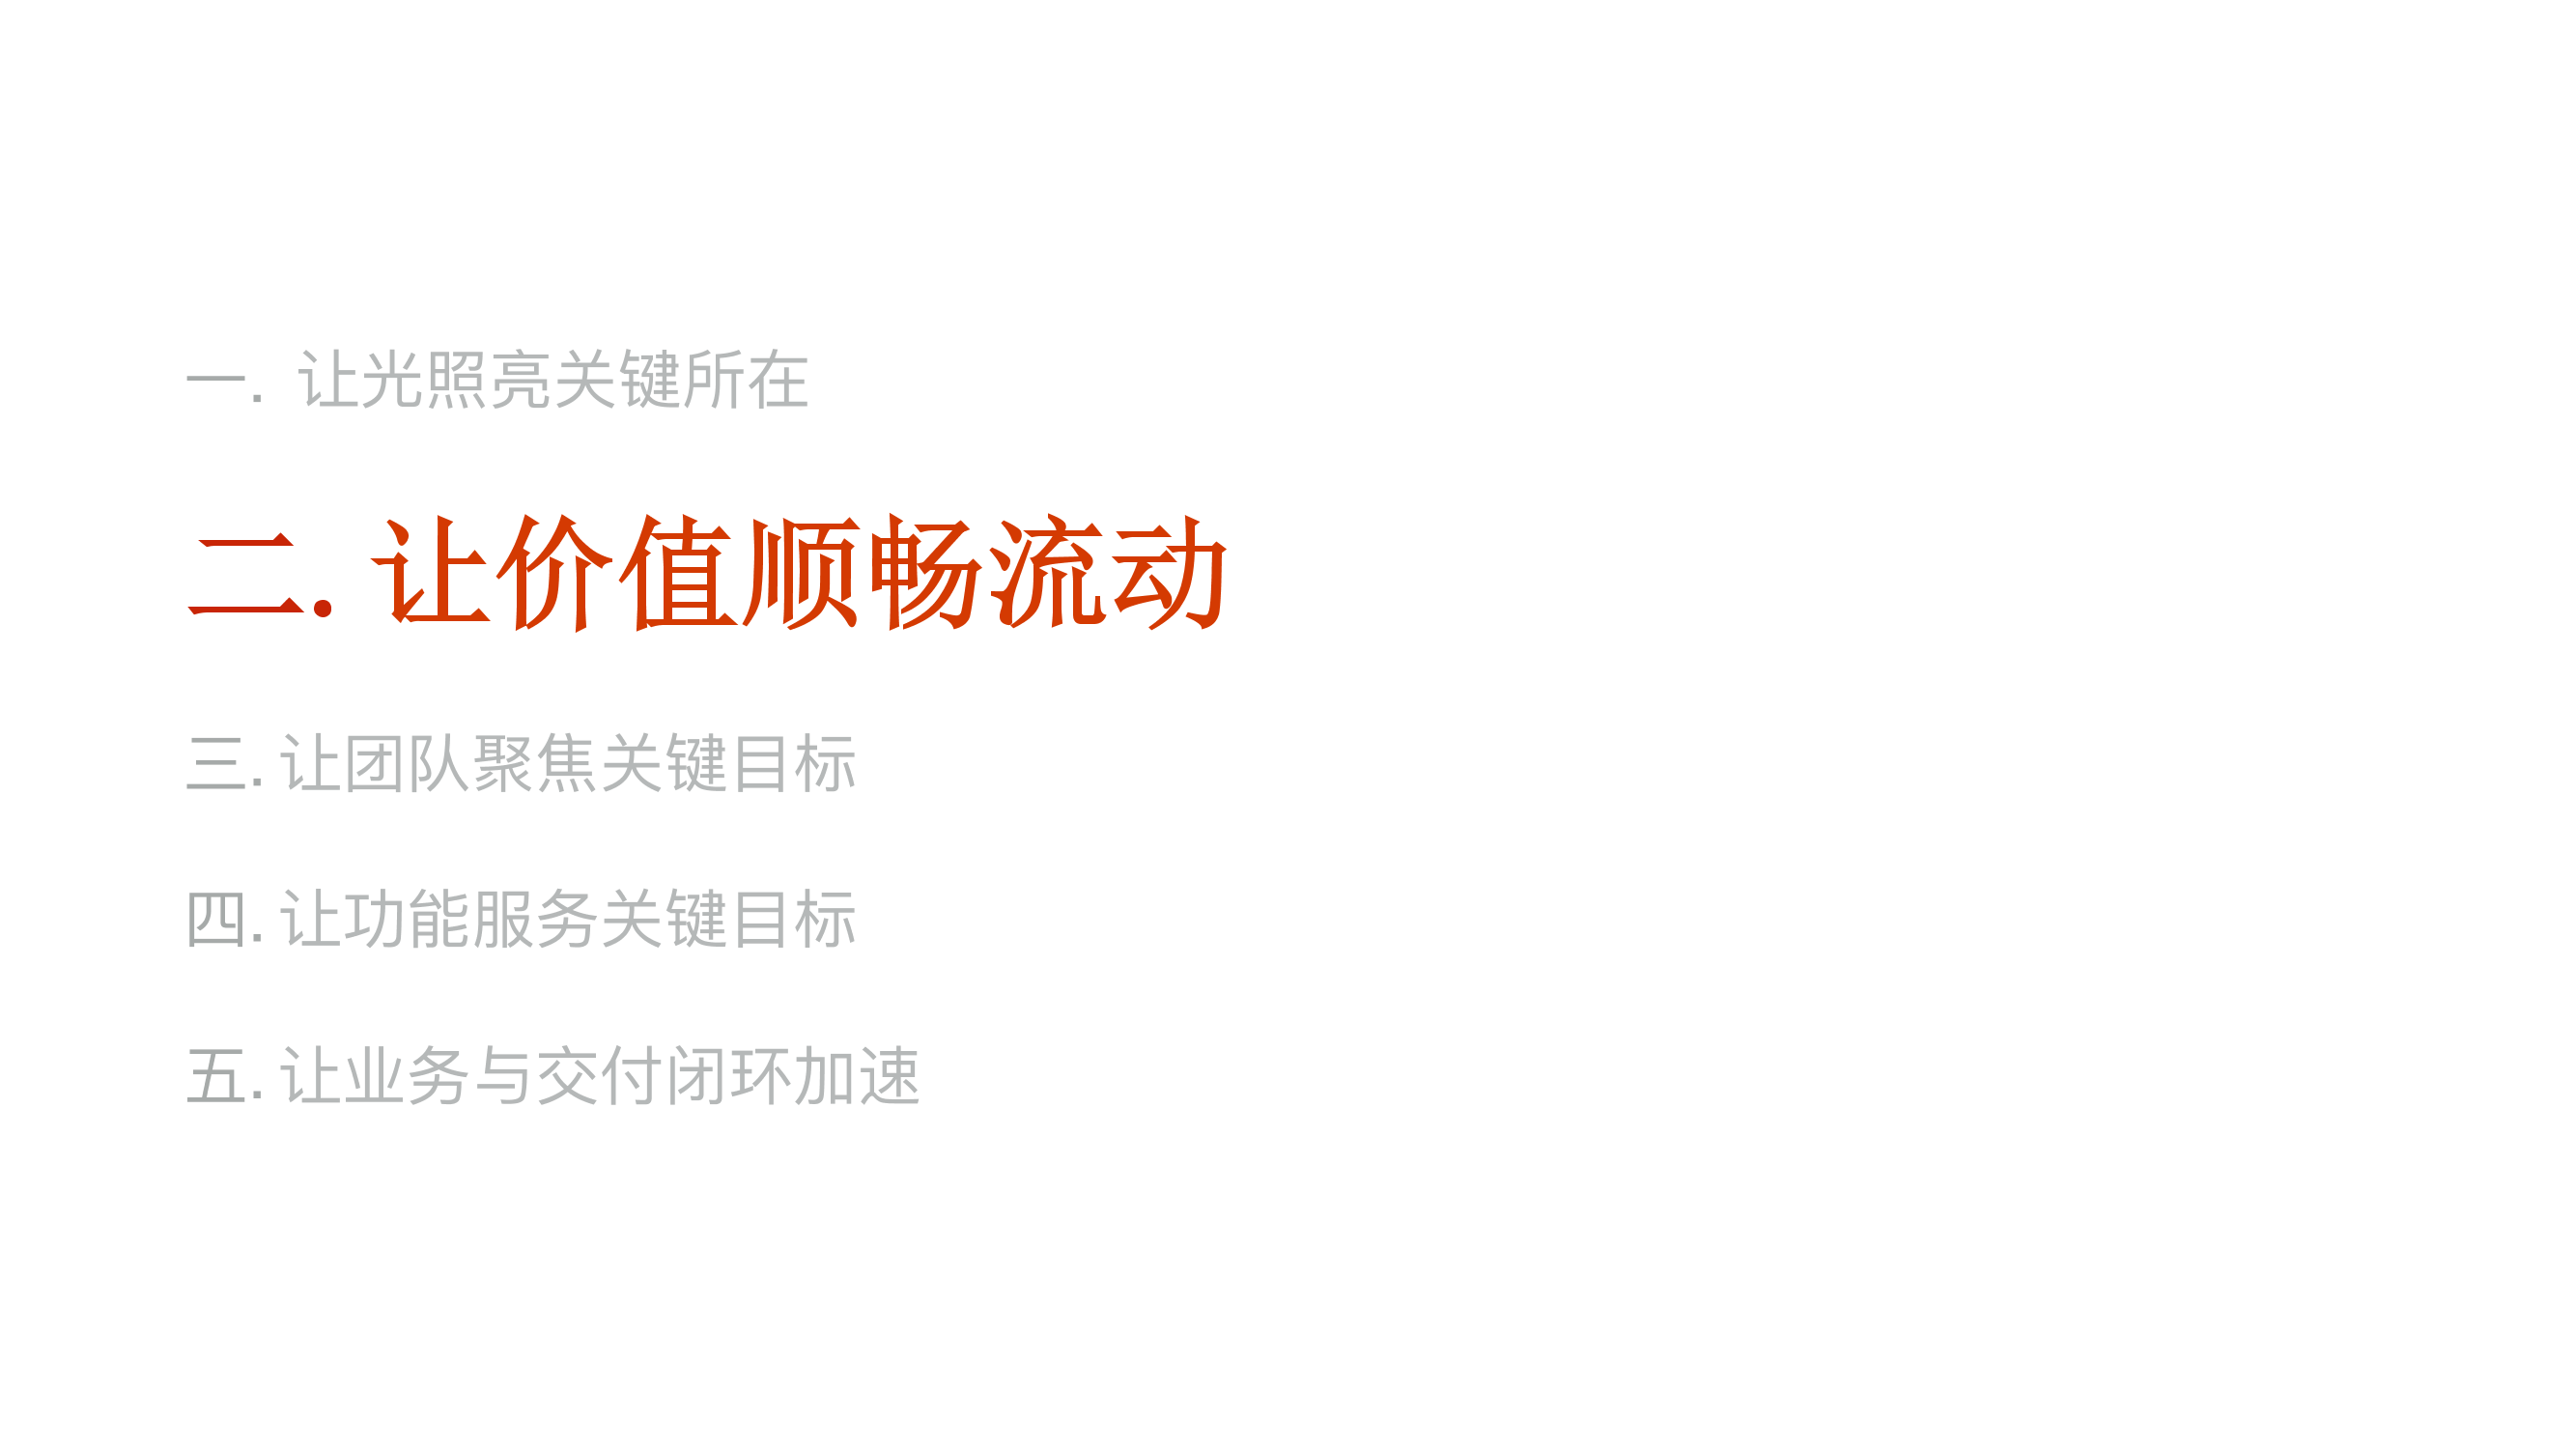 一. 让光照亮关键所在
二. 让价值顺畅流动
三. 让团队聚焦关键目标
四. 让功能服务关键目标
五. 让业务与交付闭环加速